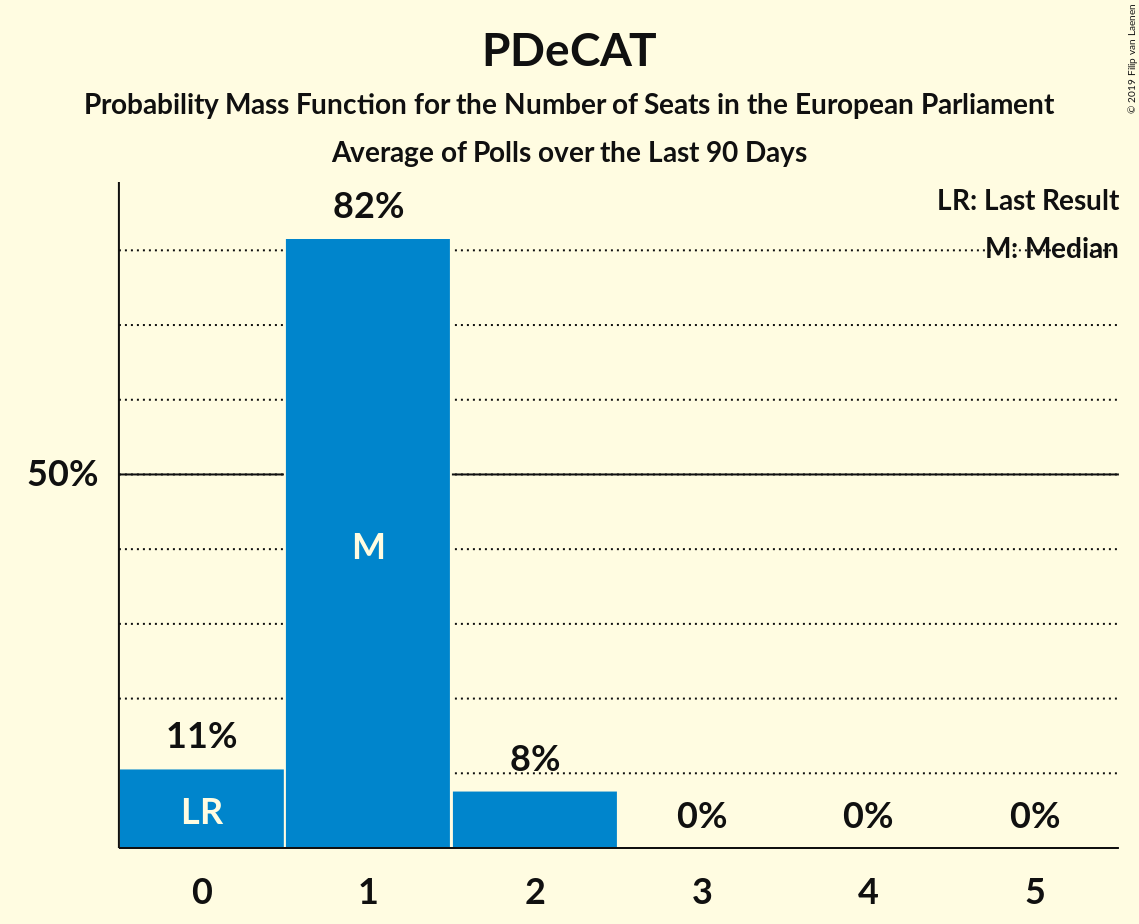 PDeCAT
Probability Mass Function for the Number of Seats in the European Parliament
Average of Polls over the Last 90 Days
© 2019 Filip van Laenen
LR: Last Result
M: Median
82%
50%
M
11%
8%
LR
0%
0%
0%
0
1
2
3
4
5